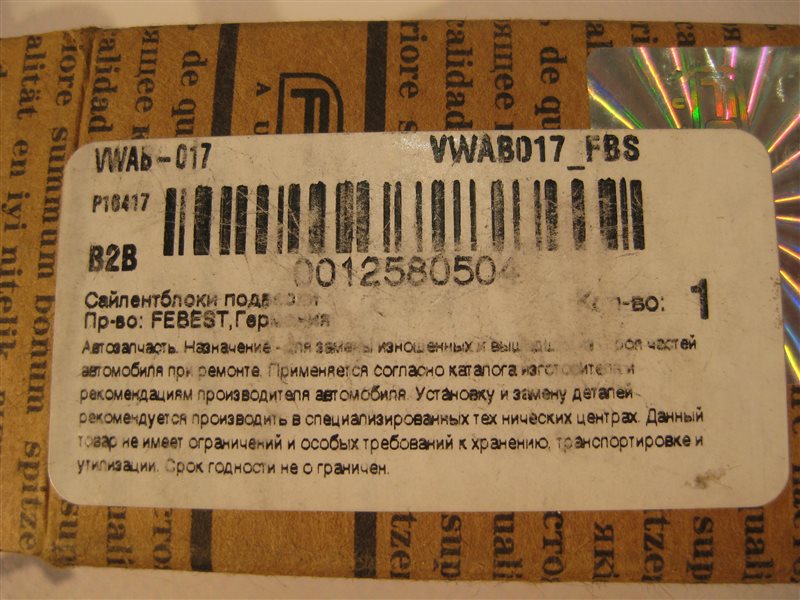 VWAB-017 VWAB017_FBS
P16417
B2B
0012580504
Сайлентблоки подвески Кол-во: 1
Пр-во: FEBEST,Германия
Автозапчасть. Назначение - для замены изношенных и вышедших из строя частей
автомобиля при ремонте. Применяется согласно каталога изготовителя и
рекомендациям производителя автомобиля. Установку и замену деталей
рекомендуется производить в специализированных тех нических центрах. Данный
товар не имеет ограничений и особых требований к хранению, транспортировке и
утилизации. Срок годности не о граничен.